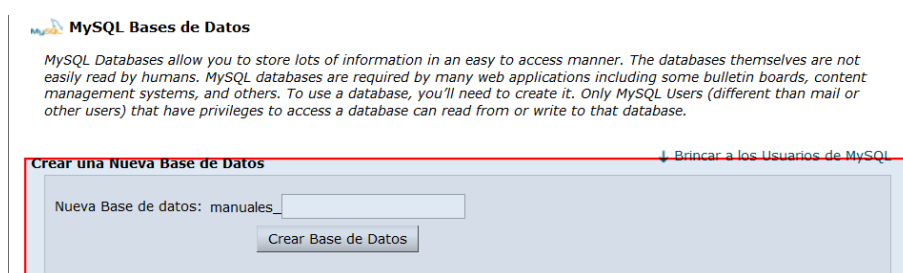 MySQL MySQL Bases de Datos
MySQL Databases allow you to store lots of information in an easy to access manner. The databases themselves are not
easily read by humans. MySQL databases are required by many web applications including some bulletin boards, content
management systems, and others. To use a database, you'll need to create it. Only MySQL Users (different than mail or
other users) that have privileges to access a database can read from or write to that database.
↓ Brincar a los Usuarios de MySQL
Crear una Nueva Base de Datos
Nueva Base de datos: manuales_
Crear Base de Datos